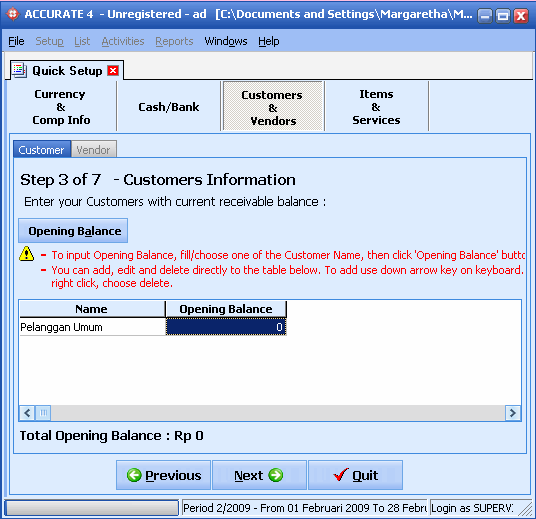 ACCURATE 4 - Unregistered - ad [C:\Documents and Settings\Margaretha\M...
File Setup List Activities Reports Windows Help
Quick Setup
Currency
&
Comp Info
Cash/Bank
Customers
&
Vendors
Items
&
Services
Customer Vendor
Step 3 of 7 - Customers Information
Enter your Customers with current receivable balance :
Opening Balance
- To input Opening Balance, fill/choose one of the Customer Name, then click 'Opening Balance' butto
- You can add, edit and delete directly to the table below. To add use down arrow key on keyboard.
right click, choose delete.
Name Opening Balance
Pelanggan Umum 0
Total Opening Balance : Rp 0
Previous Next Quit
Period 2/2009 - From 01 Februari 2009 To 28 Febru Login as SUPERV